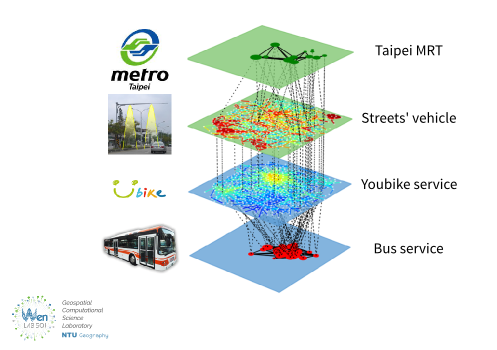 metro
Taipei
Taipei MRT
Streets' vehicle
Ubike
Youbike service
Bus service
Wen
LAB 501
Geospatial
Computational
Science
Laboratory
NTU Geography